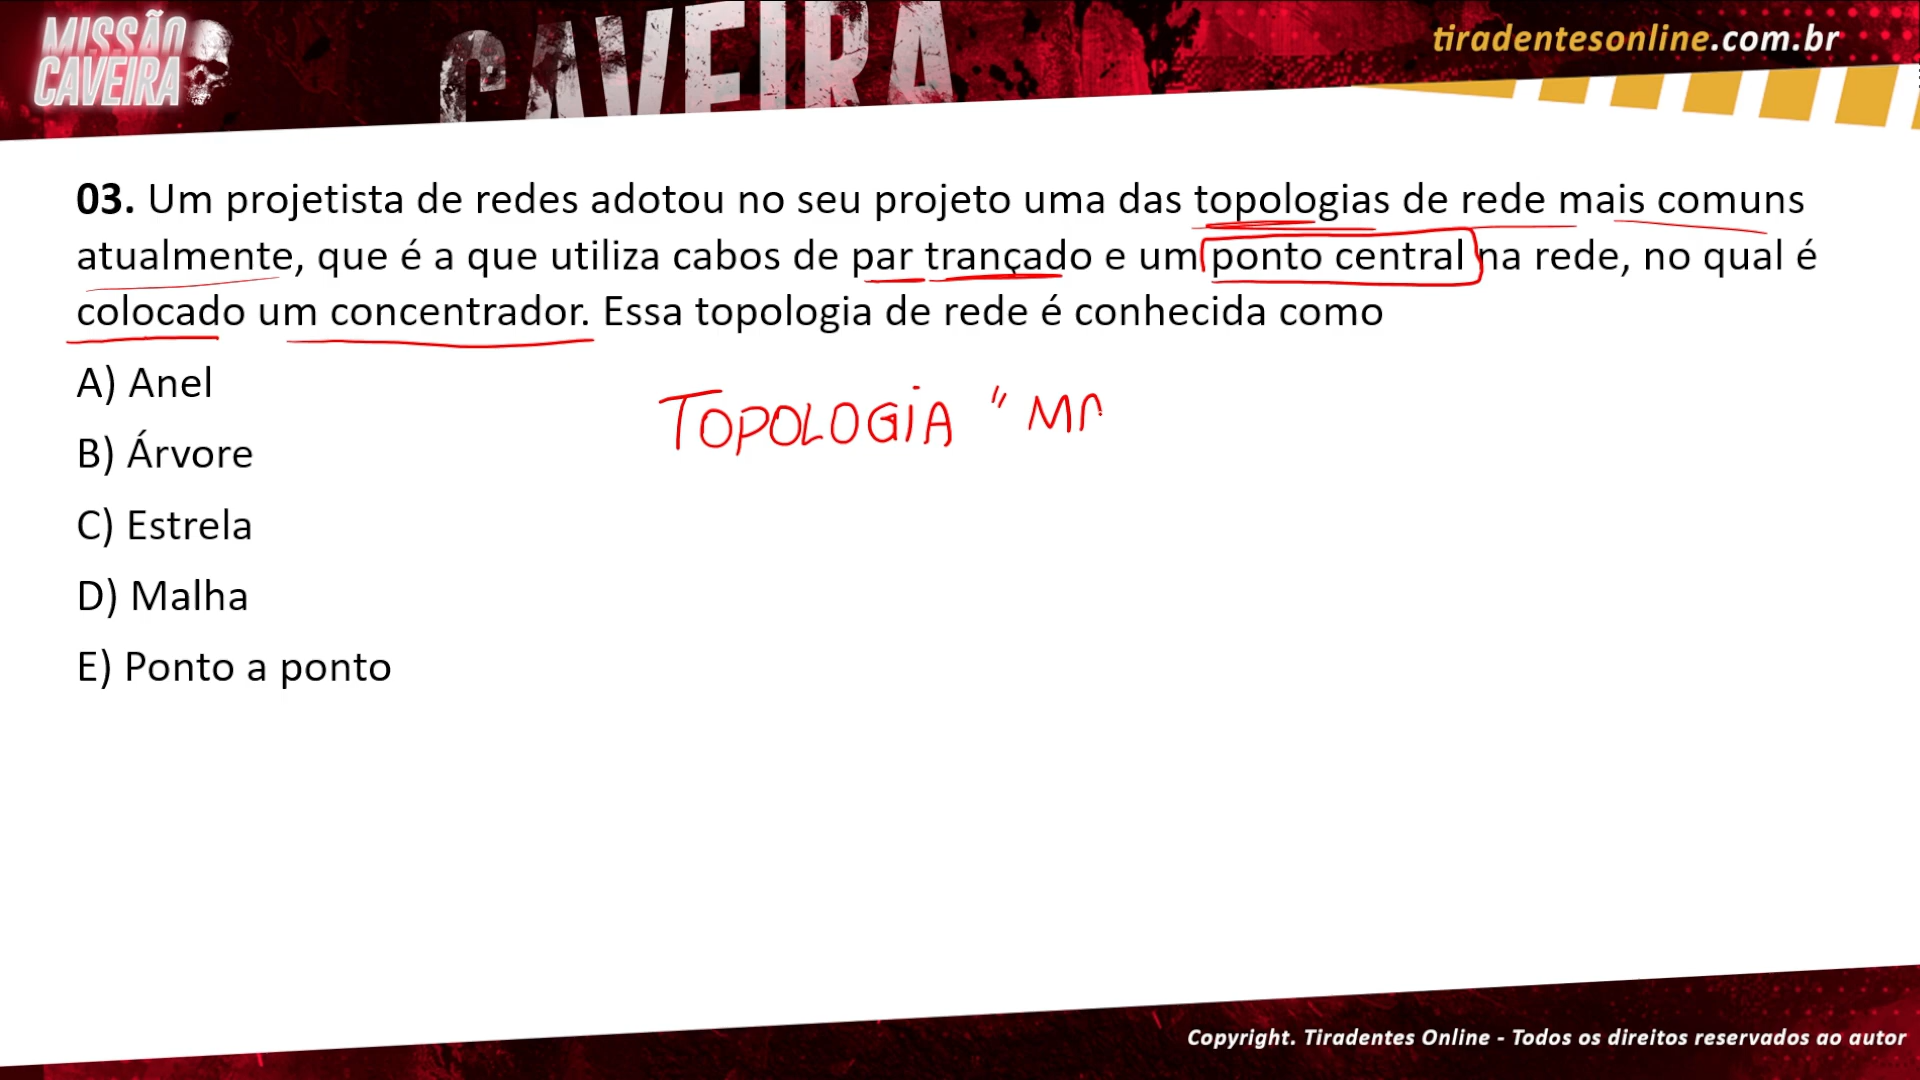 MISSÃO
CAVEIRA
CAVEIRA
tiradentesonline.com.br
03. Um projetista de redes adotou no seu projeto uma das topologias de rede mais comuns
atualmente, que é a que utiliza cabos de par trançado e um ponto central na rede, no qual é
colocado um concentrador. Essa topologia de rede é conhecida como
A) Anel
TOPOLOGIA "MA
B) Árvore
C) Estrela
D) Malha
E) Ponto a ponto
Copyright. Tiradentes Online - Todos os direitos reservados ao autor